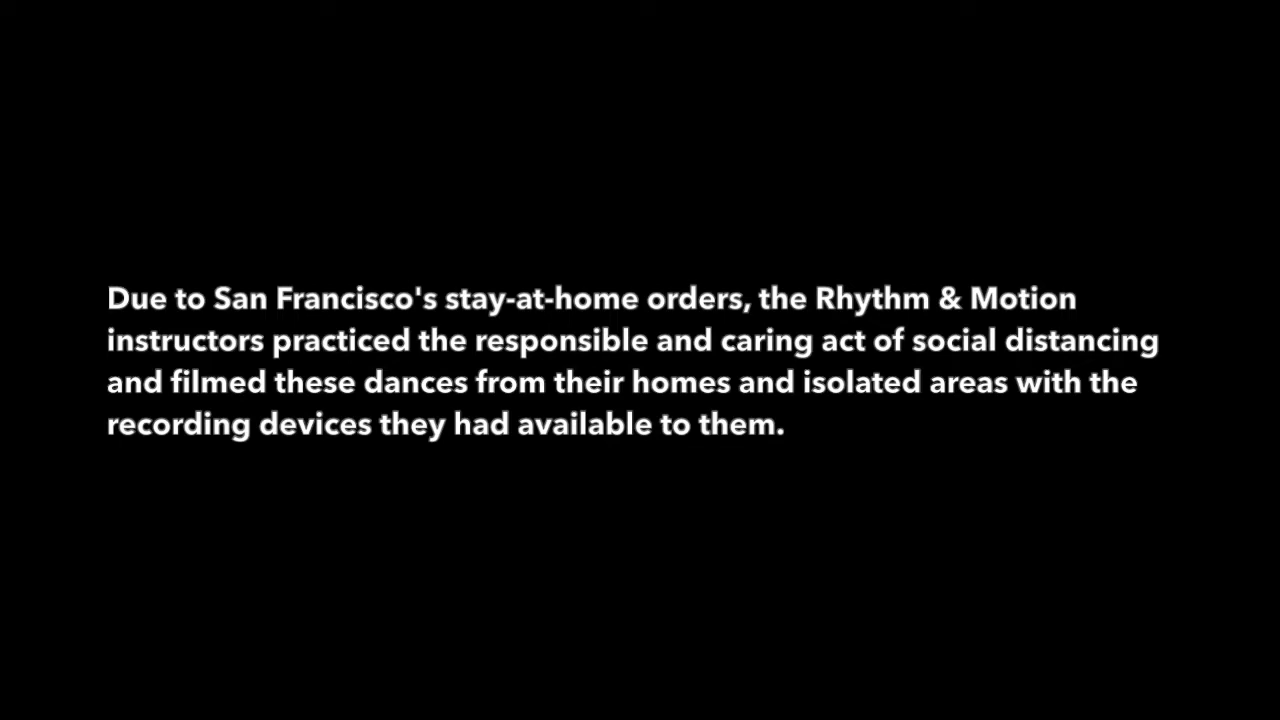 Due to San Francisco's stay-at-home orders, the Rhythm & Motion
instructors practiced the responsible and caring act of social distancing
and filmed these dances from their homes and isolated areas with the
recording devices they had available to them.